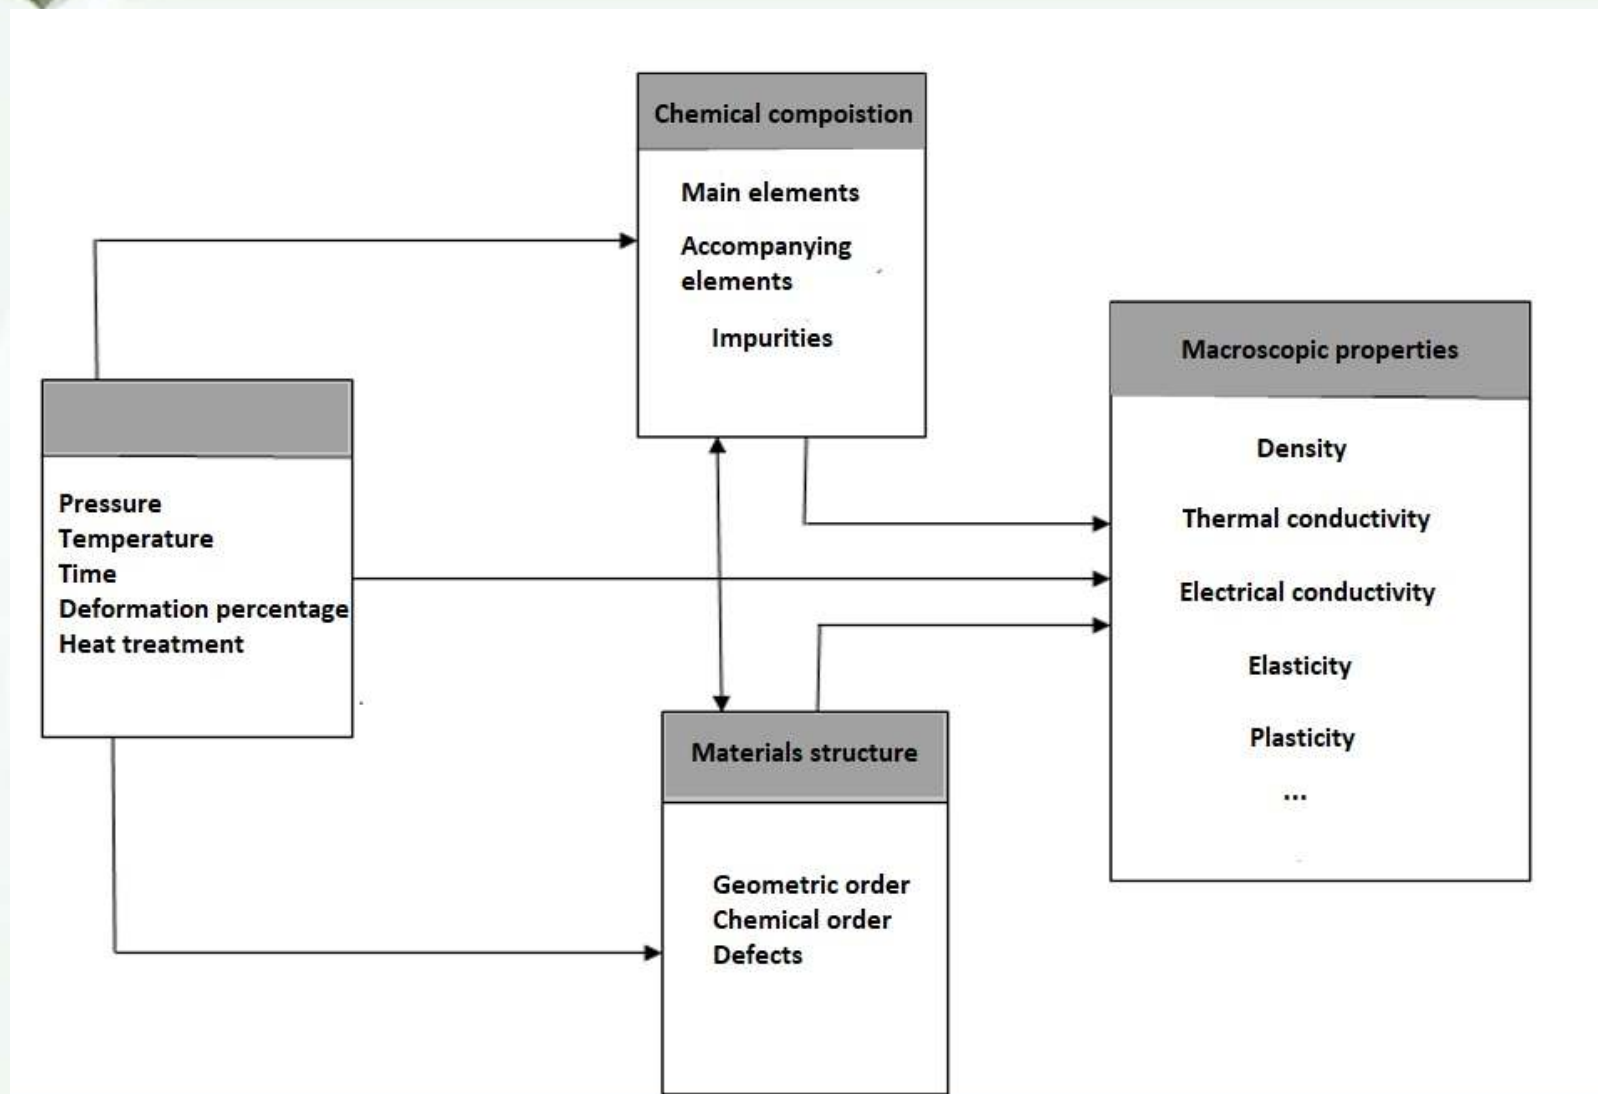 Chemical compoistion
Main elements
Accompanying
elements
Impurities
Pressure
Temperature
Time
Deformation percentage
Heat treatment
Materials structure
Geometric order
Chemical order
Defects
Macroscopic properties
Density
Thermal conductivity
Electrical conductivity
Elasticity
Plasticity
...